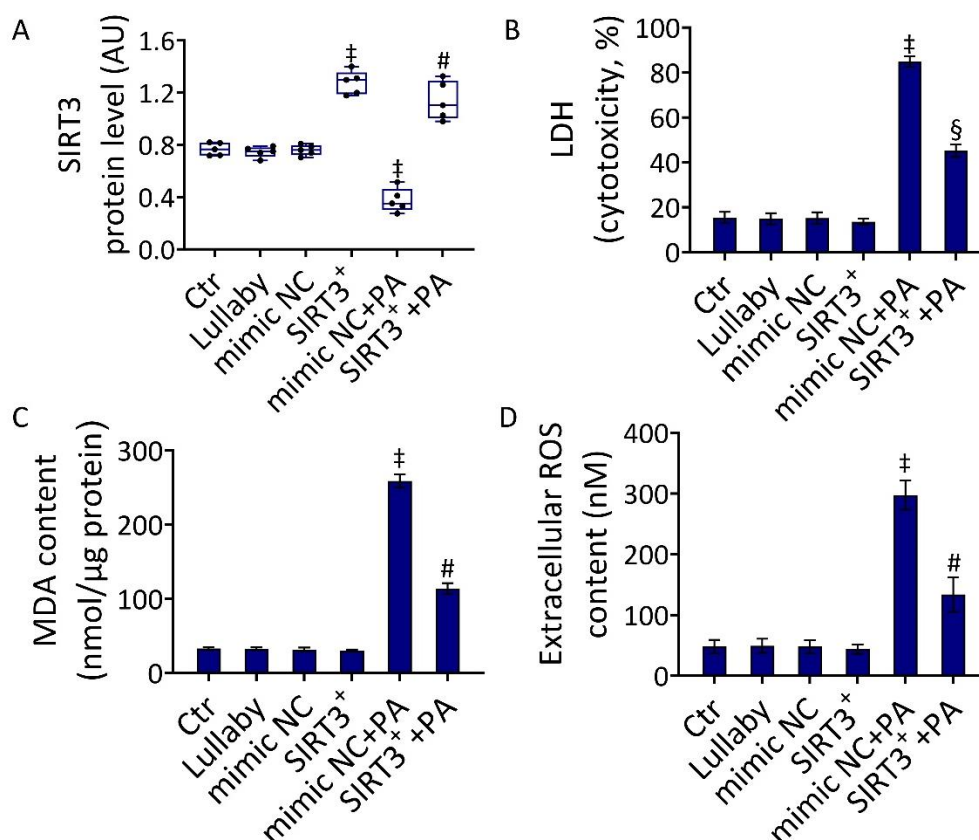 A
SIRT3
protein level (AU)
1.6
1.2
0.8
0.4
0.0
‡
‡
#
Ctr
Lullaby
mimic NC
SIRT3⁺
mimic NC+PA
SIRT3⁺+PA
B
LDH
(cytotoxicity, %)
100
80
60
40
20
0
‡
§
Ctr
Lullaby
mimic NC
SIRT3⁺
mimic NC+PA
SIRT3⁺+PA
C
MDA content
(nmol/µg protein)
300
200
100
0
‡
#
Ctr
Lullaby
mimic NC
SIRT3⁺
mimic NC+PA
SIRT3⁺+PA
D
Extracellular ROS
content (nM)
400
300
200
100
0
‡
#
Ctr
Lullaby
mimic NC
SIRT3⁺
mimic NC+PA
SIRT3⁺+PA